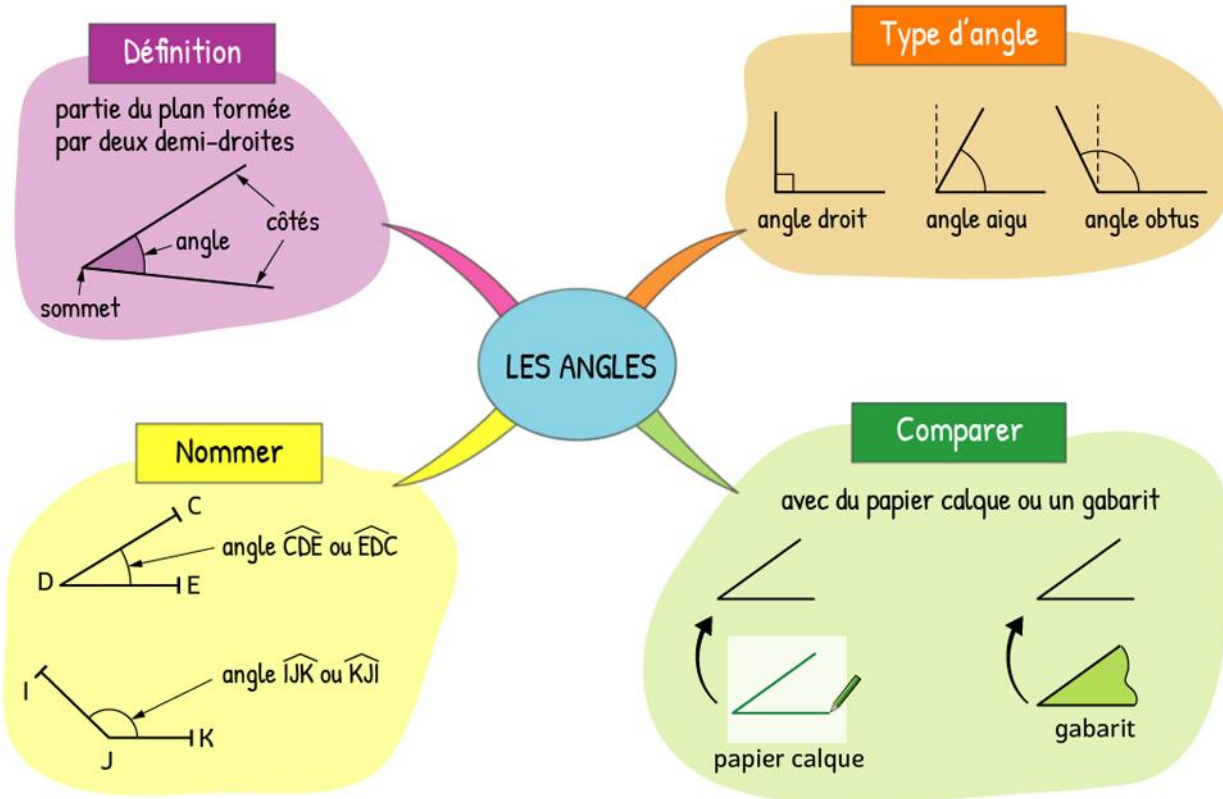 Définition
partie du plan formée
par deux demi-droites
côtés
angle
sommet
Type d'angle
angle droit
angle aigu
angle obtus
LES ANGLES
Nommer
C
angle CDE ou EDC
D
E
I
angle IJK ou KJI
J
K
Comparer
avec du papier calque ou un gabarit
papier calque
gabarit